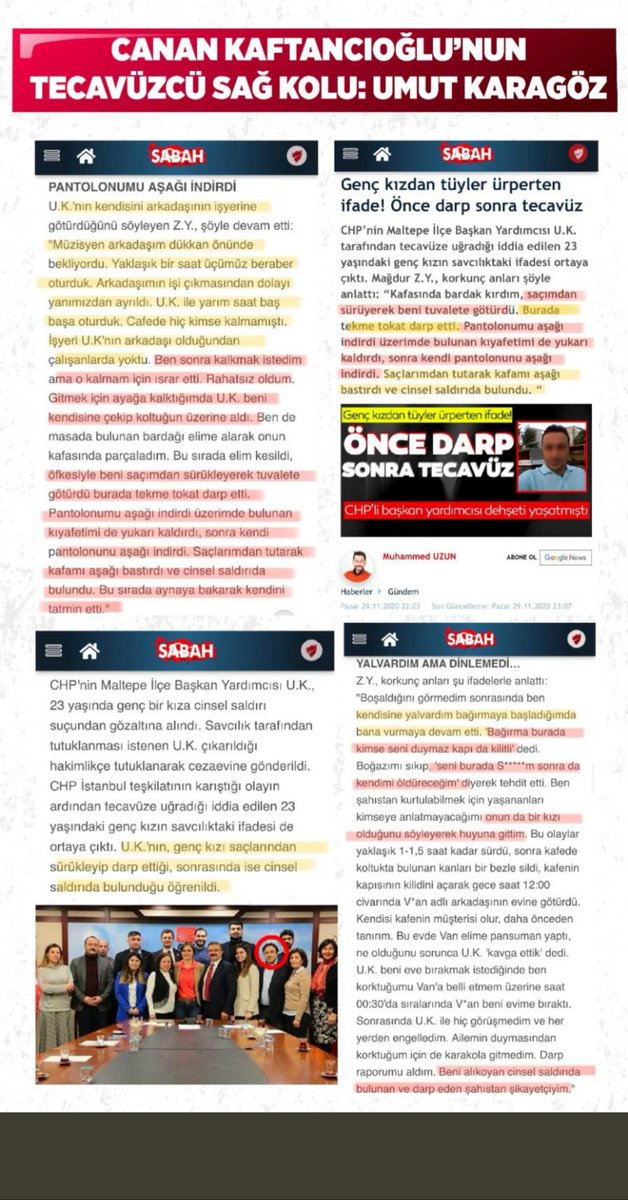 CANAN KAFTANCIOĞLU'NUN
TECAVÜZCÜ SAĞ KOLU: UMUT KARAGÖZ
SABAH
PANTOLONUMU AŞAĞI İNDİRDİ
U.K.'nın kendisini arkadaşının işyerine
götürdüğünü söyleyen Z.Y., şöyle devam etti:
"Müzisyen arkadaşım dükkan önünde
bekliyordu. Yaklaşık bir saat üçümüz beraber
oturduk. Arkadaşımın işi çıkmasından dolayı
yanımızdan ayrıldı. U.K. ile yarım saat baş
başa oturduk. Cafede hiç kimse kalmamıştı.
İşyeri U.K'nın arkadaşı olduğundan
çalışanlarda yoktu. Ben sonra kalkmak istedim
ama o kalmam için ısrar etti. Rahatsız oldum.
Gitmek için ayağa kalktığımda U.K. beni
kendisine çekip koltuğun üzerine aldı. Ben de
masada bulunan bardağı elime alarak onun
kafasında parçaladım. Bu sırada elim kesildi,
öfkesiyle beni saçımdan sürükleyerek tuvalete
götürdü burada tekme tokat darp etti.
Pantolonumu aşağı indirdi üzerimde bulunan
kıyafetimi de yukarı kaldırdı, sonra kendi
pantolonunu aşağı indirdi. Saçlarımdan tutarak
kafamı aşağı bastırdı ve cinsel saldırıda
bulundu. Bu sırada aynaya bakarak kendini
tatmin etti."
SABAH
Genç kızdan tüyler ürperten
ifade! Önce darp sonra tecavüz
CHP'nin Maltepe İlçe Başkan Yardımcısı U.K.
tarafından tecavüze uğradığı iddia edilen 23
yaşındaki genç kızın savcılıktaki ifadesi ortaya
çıktı. Mağdur Z.Y., korkunç anları şöyle
anlattı: "Kafasında bardak kırdım, saçımdan
sürüyerek beni tuvalete götürdü. Burada
tekme tokat darp etti. Pantolonumu aşağı
indirdi üzerimde bulunan kıyafetimi de yukarı
kaldırdı, sonra kendi pantolonunu aşağı
indirdi. Saçlarımdan tutarak kafamı aşağı
bastırdı ve cinsel saldırıda bulundu. "
Genç kızdan tüyler ürperten ifade!
ÖNCE DARP
SONRA TECAVÜZ
CHP'li başkan yardımcısı dehşeti yaşatmıştı
Muhammed UZUN
ABONE OL Google News
Haberler > Gündem
Pazar 29.11.2020 22:03 Son Güncelleme: Pazar 29.11.2020 23:07
SABAH
CHP'nin Maltepe İlçe Başkan Yardımcısı U.K.,
23 yaşında genç bir kıza cinsel saldırı
suçundan gözaltına alındı. Savcılık tarafından
tutuklanması istenen U.K. çıkarıldığı
hakimlikçe tutuklanarak cezaevine gönderildi.
CHP İstanbul teşkilatının karıştığı olayın
ardından tecavüze uğradığı iddia edilen 23
yaşındaki genç kızın savcılıktaki ifadesi de
ortaya çıktı. U.K.'nın, genç kızı saçlarından
sürükleyip darp ettiği, sonrasında ise cinsel
saldırıda bulunduğu öğrenildi.
SABAH
YALVARDIM AMA DİNLEMEDİ...
Z.Y., korkunç anları şu ifadelerle anlattı:
"Boşaldığını görmedim sonrasında ben
kendisine yalvardım bağırmaya başladığımda
bana vurmaya devam etti. 'Bağırma burada
kimse seni duymaz kapı da kilitli' dedi.
Boğazımı sıkıp, 'seni burada S*****m sonra da
kendimi öldüreceğim' diyerek tehdit etti. Ben
şahıstan kurtulabilmek için yaşananları
kimseye anlatmayacağımı onun da bir kızı
olduğunu söyleyerek huyuna gittim. Bu olaylar
yaklaşık 1-1,5 saat kadar sürdü, sonra kafede
koltukta bulunan kanları bir bezle sildi, kafenin
kapısının kilidini açarak gece saat 12:00
civarında V*an adlı arkadaşının evine götürdü.
Kendisi kafenin müşterisi olur, daha önceden
tanırım. Bu evde Van elime pansuman yaptı,
ne olduğunu sorunca U.K. 'kavga ettik' dedi.
U.K. beni eve bırakmak istediğinde ben
korktuğumu Van'a belli etmem üzerine saat
00:30'da sıralarında V*an beni evime bıraktı.
Sonrasında U.K. ile hiç görüşmedim ve her
yerden engelledim. Ailemin duymasından
korktuğum için de karakola gitmedim. Darp
raporumu aldım. Beni alıkoyan cinsel saldırıda
bulunan ve darp eden şahıstan şikayetçiyim."